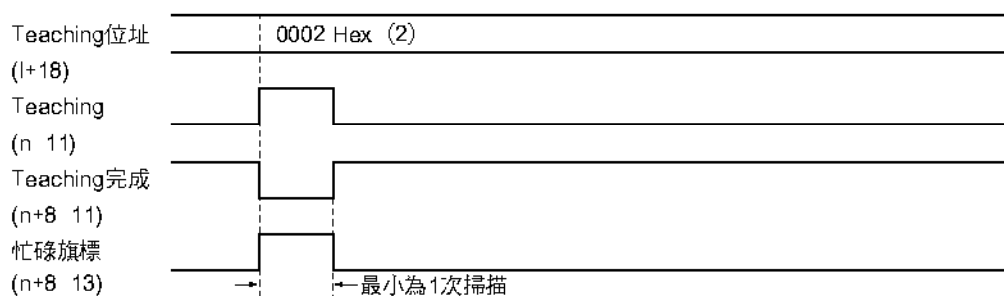 Teaching位址
0002 Hex (2)
(l+18)
Teaching
(n 11)
Teaching完成
(n+8 11)
忙碌旗標
(n+8 13)
最小為1次掃描